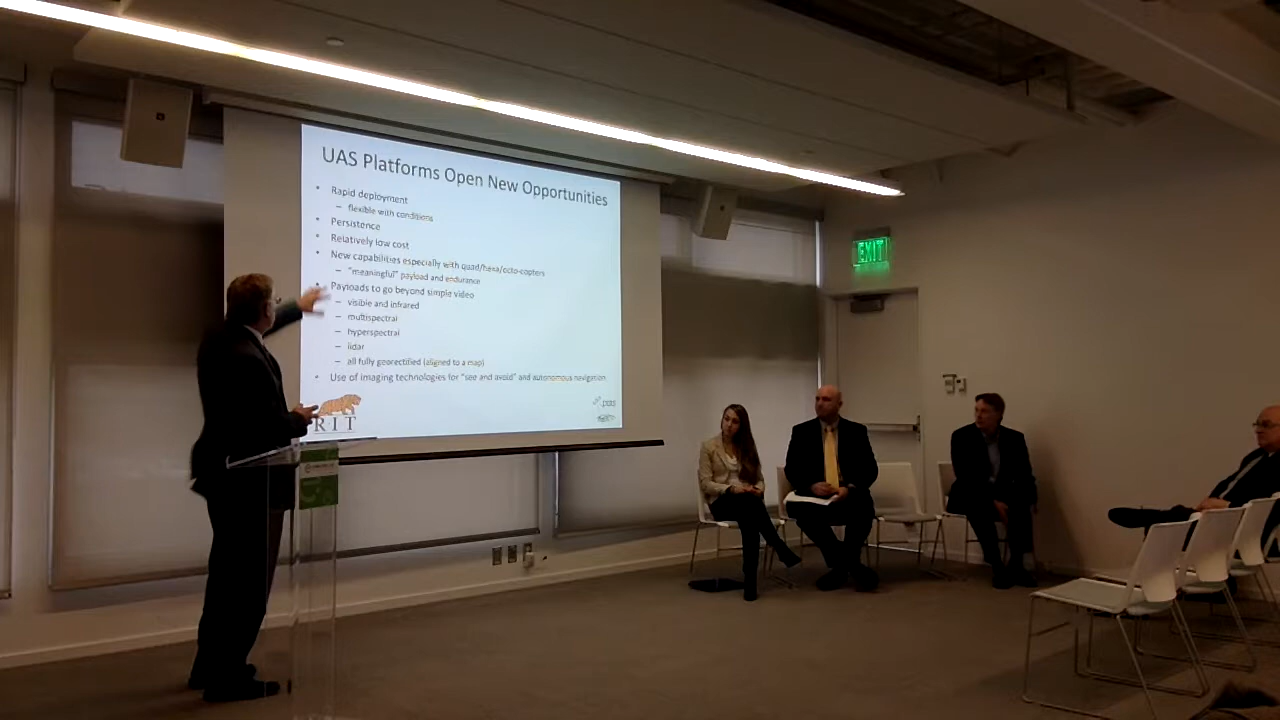 UAS Platforms Open New Opportunities
• Rapid deployment
– flexible with conditions
• Persistence
• Relatively low cost
• New capabilities especially with quad/hexa/octo-copters
– "meaningful" payload and endurance
• Payloads to go beyond simple video
– visible and infrared
– multispectral
– hyperspectral
– lidar
– all fully georectified (aligned to a map)
• Use of imaging technologies for "see and avoid" and autonomous navigation
RIT
EXIT